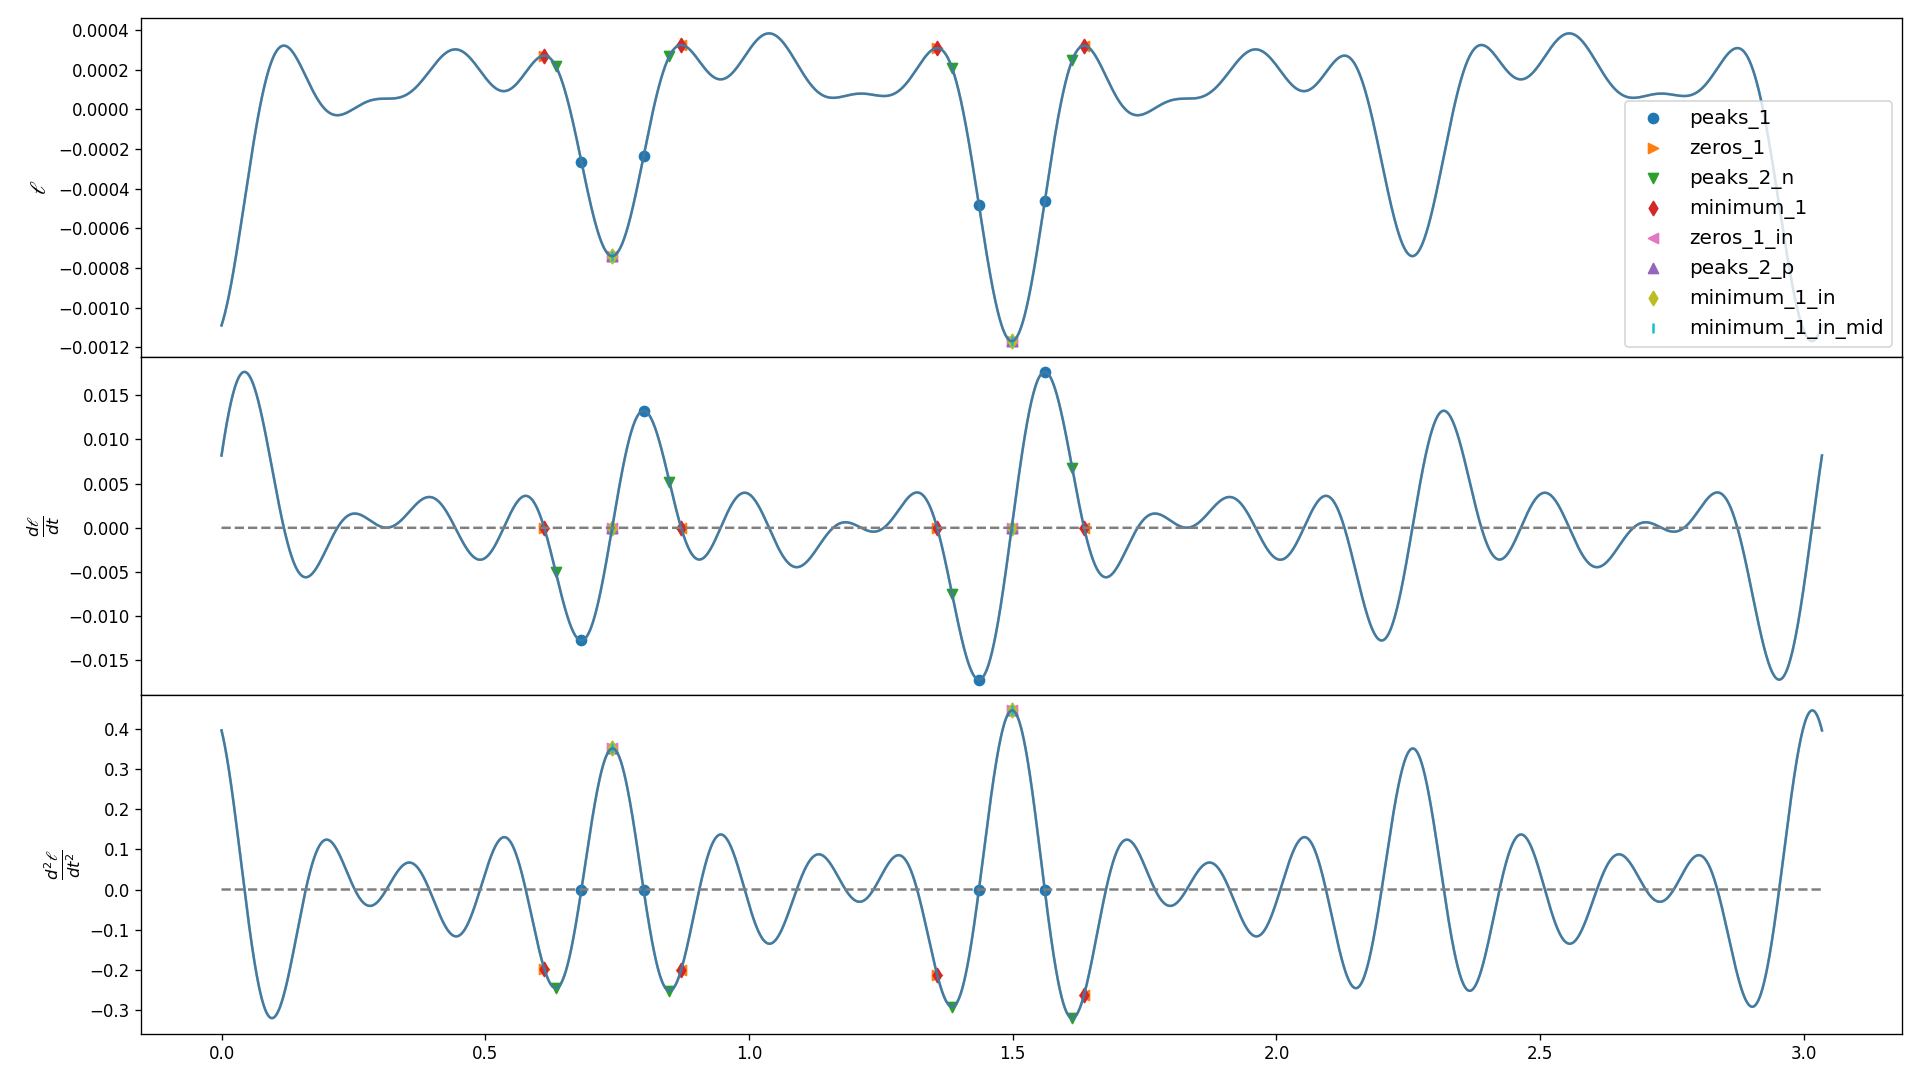 0.0004
0.0002
0.0000
−0.0002
−0.0004
−0.0006
−0.0008
−0.0010
−0.0012
ℓ
peaks_1
zeros_1
peaks_2_n
minimum_1
zeros_1_in
peaks_2_p
minimum_1_in
minimum_1_in_mid
0.015
0.010
0.005
0.000
−0.005
−0.010
−0.015
dℓ/dt
0.4
0.3
0.2
0.1
0.0
−0.1
−0.2
−0.3
d²ℓ/dt²
0.0 0.5 1.0 1.5 2.0 2.5 3.0